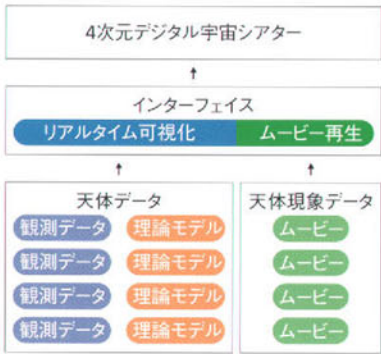 4次元デジタル宇宙シアター
インターフェイス
リアルタイム可視化 ムービー再生
天体データ 天体現象データ
観測データ 理論モデル ムービー
観測データ 理論モデル ムービー
観測データ 理論モデル ムービー
観測データ 理論モデル ムービー